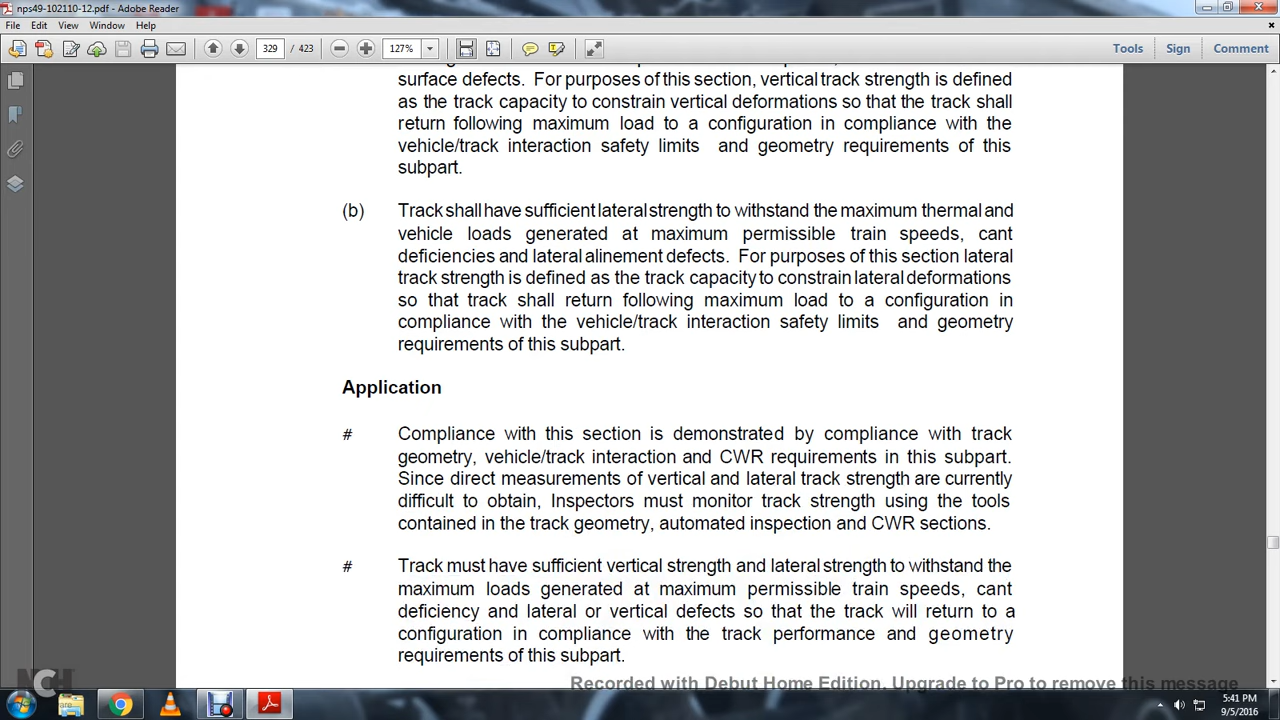 nps49-102110-12.pdf - Adobe Reader
File Edit View Window Help
329 / 423 127% Tools Sign Comment
surface defects. For purposes of this section, vertical track strength is defined
as the track capacity to constrain vertical deformations so that the track shall
return following maximum load to a configuration in compliance with the
vehicle/track interaction safety limits and geometry requirements of this
subpart.
(b) Track shall have sufficient lateral strength to withstand the maximum thermal and
vehicle loads generated at maximum permissible train speeds, cant
deficiencies and lateral alinement defects. For purposes of this section lateral
track strength is defined as the track capacity to constrain lateral deformations
so that track shall return following maximum load to a configuration in
compliance with the vehicle/track interaction safety limits and geometry
requirements of this subpart.
Application
# Compliance with this section is demonstrated by compliance with track
geometry, vehicle/track interaction and CWR requirements in this subpart.
Since direct measurements of vertical and lateral track strength are currently
difficult to obtain, Inspectors must monitor track strength using the tools
contained in the track geometry, automated inspection and CWR sections.
# Track must have sufficient vertical strength and lateral strength to withstand the
maximum loads generated at maximum permissible train speeds, cant
deficiency and lateral or vertical defects so that the track will return to a
configuration in compliance with the track performance and geometry
requirements of this subpart.
NCH
Recorded with Debut Home Edition. Upgrade to Pro to remove this message
5:41 PM
9/5/2016